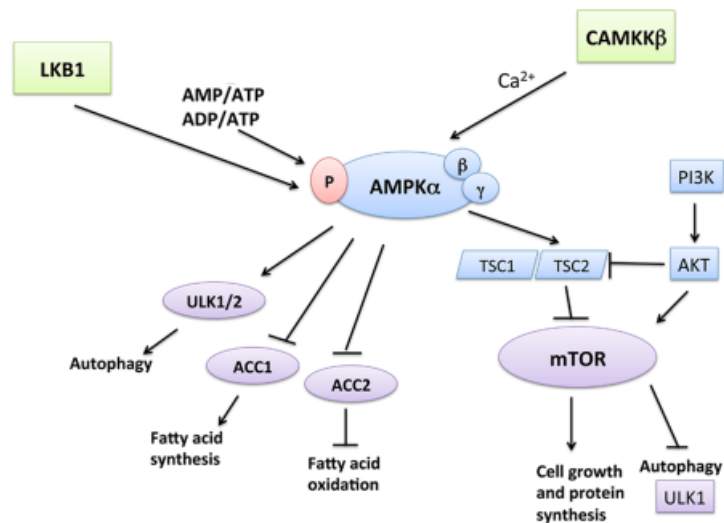 CAMKKβ
LKB1
Ca2+
AMP/ATP
ADP/ATP
P
AMPKα
β
γ
PI3K
TSC1
TSC2
AKT
ULK1/2
mTOR
Autophagy
ACC1
ACC2
Fatty acid
synthesis
Fatty acid
oxidation
Cell growth
and protein
synthesis
Autophagy
ULK1